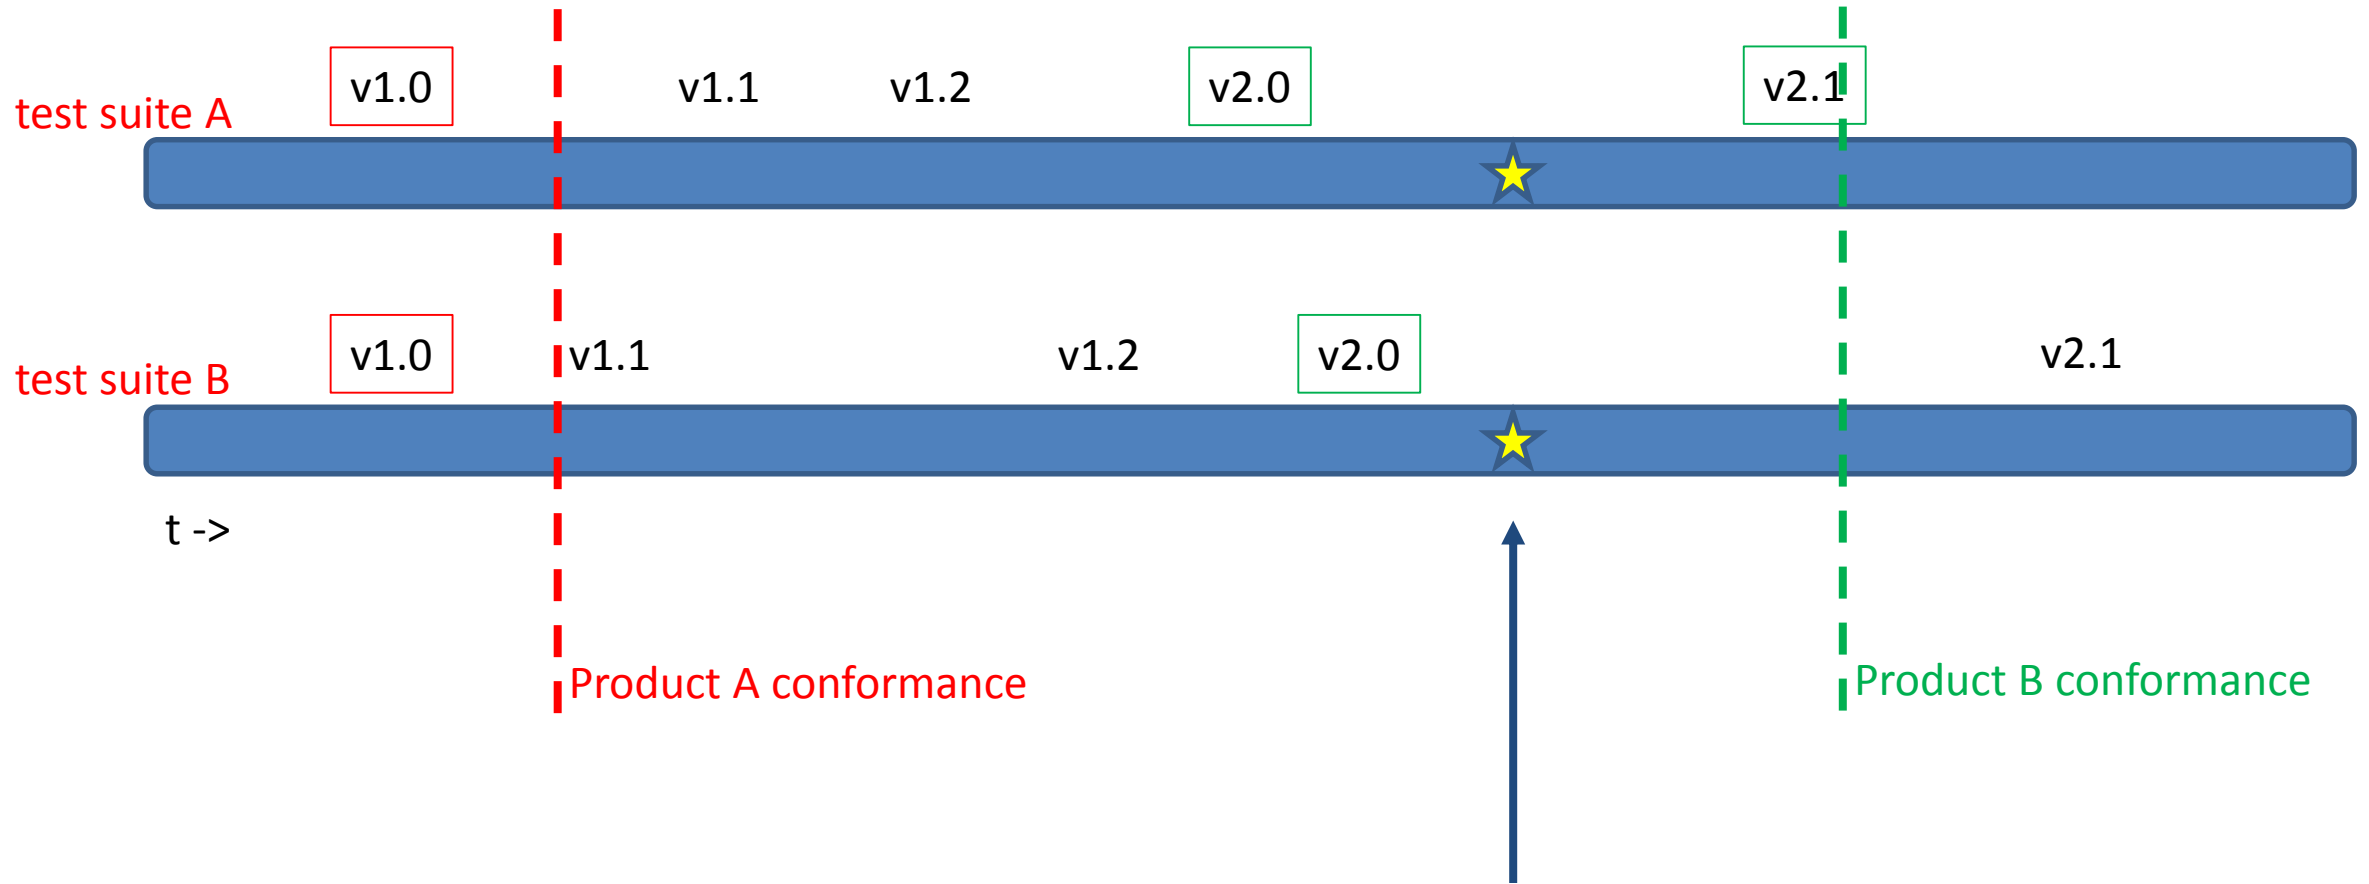 v1.0
v1.1
v1.2
v2.0
v2.1
test suite A
v1.0
v1.1
v1.2
v2.0
v2.1
test suite B
t ->
Product A conformance
Product B conformance